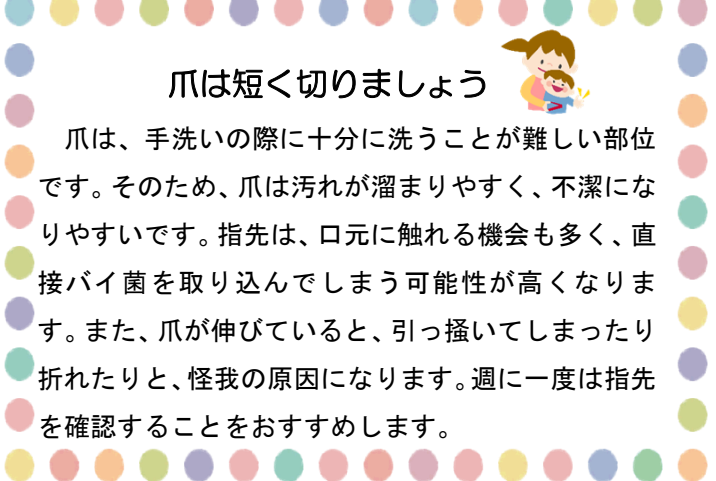 爪は短く切りましょう
　爪は、手洗いの際に十分に洗うことが難しい部位
です。そのため、爪は汚れが溜まりやすく、不潔にな
りやすいです。指先は、口元に触れる機会も多く、直
接バイ菌を取り込んでしまう可能性が高くなりま
す。また、爪が伸びていると、引っ掻いてしまったり
折れたりと、怪我の原因になります。週に一度は指先
を確認することをおすすめします。